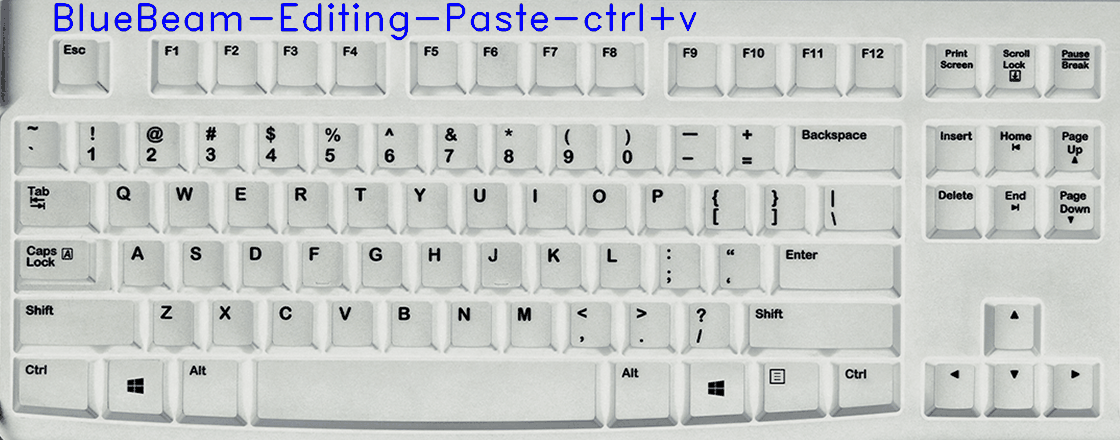 BlueBeam-Editing-Paste-ctrl+v
Esc F1 F2 F3 F4 F5 F6 F7 F8 F9 F10 F11 F12 Print Screen Scroll Lock Pause Break
~ ` ! 1 @ 2 # 3 $ 4 % 5 ^ 6 & 7 * 8 ( 9 ) 0 — – + = Backspace Insert Home Page Up
Tab Q W E R T Y U I O P { [ } ] | \ Delete End Page Down
Caps Lock A A S D F G H J K L : ; “ ‘ Enter
Shift Z X C V B N M < , > . ? / Shift
Ctrl Alt Alt Ctrl